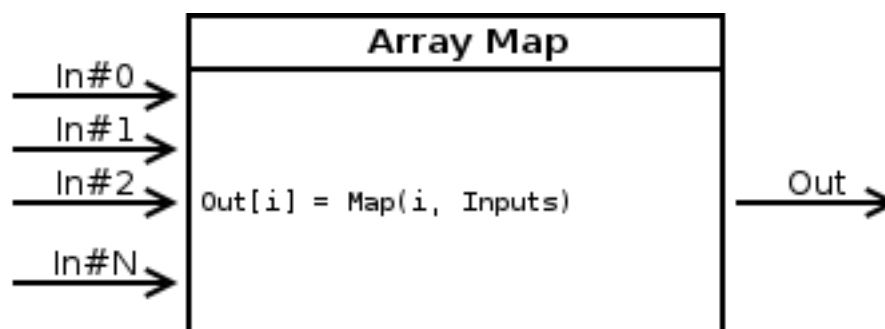 Array Map
In#0
In#1
In#2
Out[i] = Map(i, Inputs)
Out
In#N